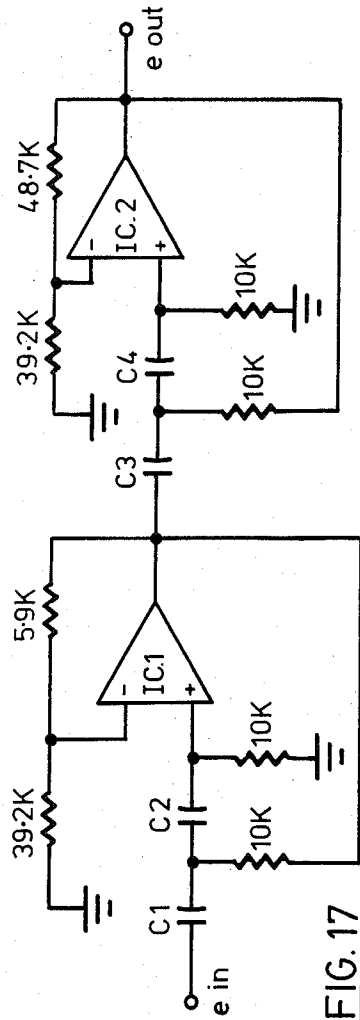 39·2K
5·9K
39·2K
48·7K
-
IC.1
+
-
IC.2
+
e in
C1
C2
C3
C4
e out
10K
10K
10K
10K
FIG. 17